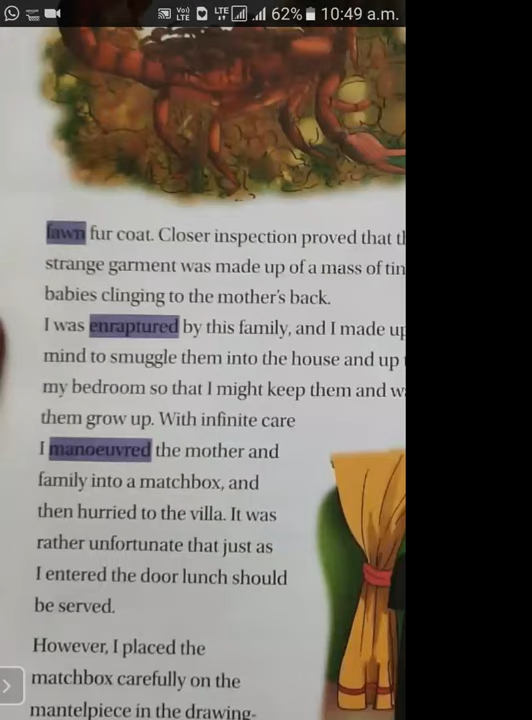 Voi) LTE LTE 62% 10:49 a.m.
fawn fur coat. Closer inspection proved that
strange garment was made up of a mass of
babies clinging to the mother's back.
I was enraptured by this family, and I made up
mind to smuggle them into the house and up
my bedroom so that I might keep them and
them grow up. With infinite care
I manoeuvred the mother and
family into a matchbox, and
then hurried to the villa. It was
rather unfortunate that just as
I entered the door lunch should
be served.
However, I placed the
matchbox carefully on the
mantelpiece in the drawing-